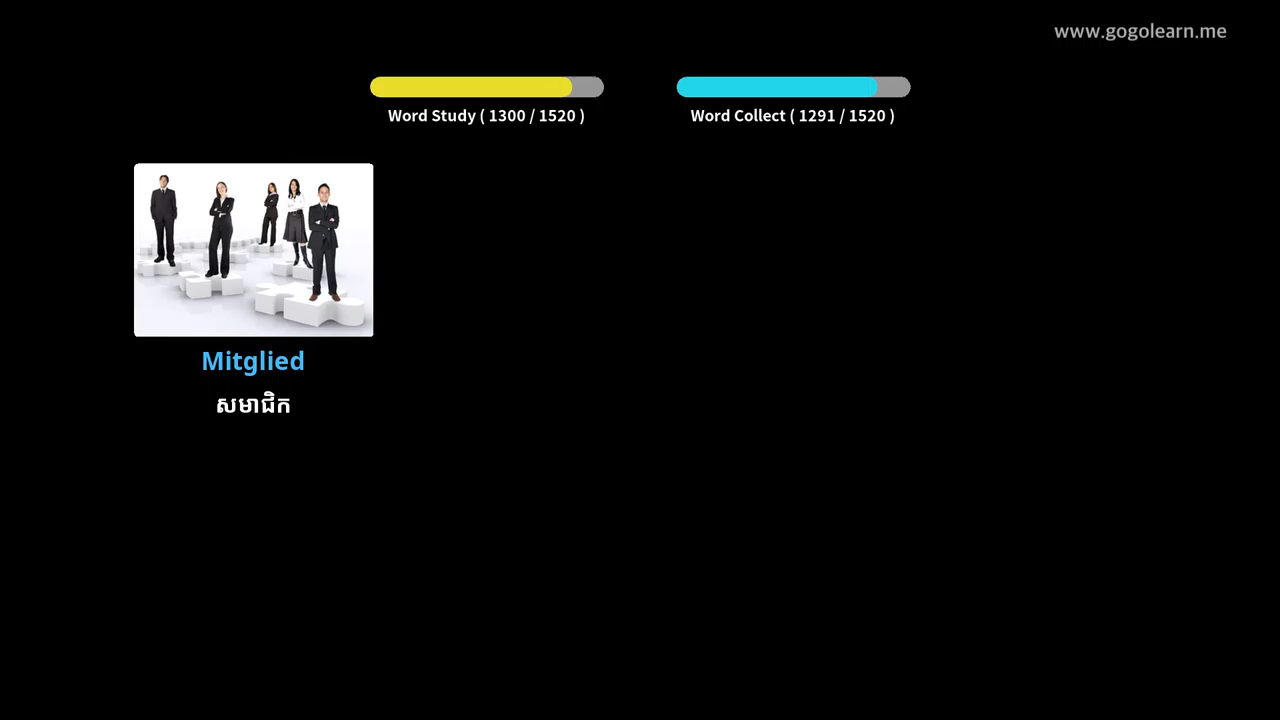 www.gogolearn.me
Word Study ( 1300 / 1520 )
Word Collect ( 1291 / 1520 )
Mitglied
សមាជិក